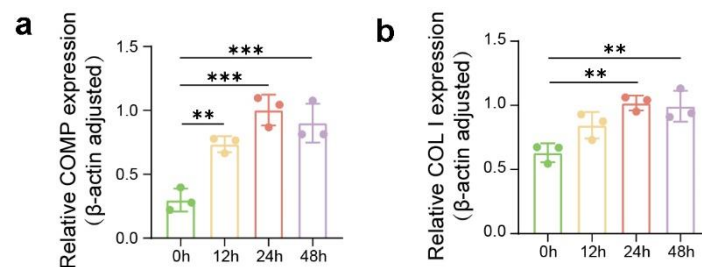 a
Relative COMP expression
(β-actin adjusted)
1.5
1.0
0.5
0.0
***
***
**
0h 12h 24h 48h
b
Relative COL I expression
(β-actin adjusted)
1.5
1.0
0.5
0.0
**
**
0h 12h 24h 48h